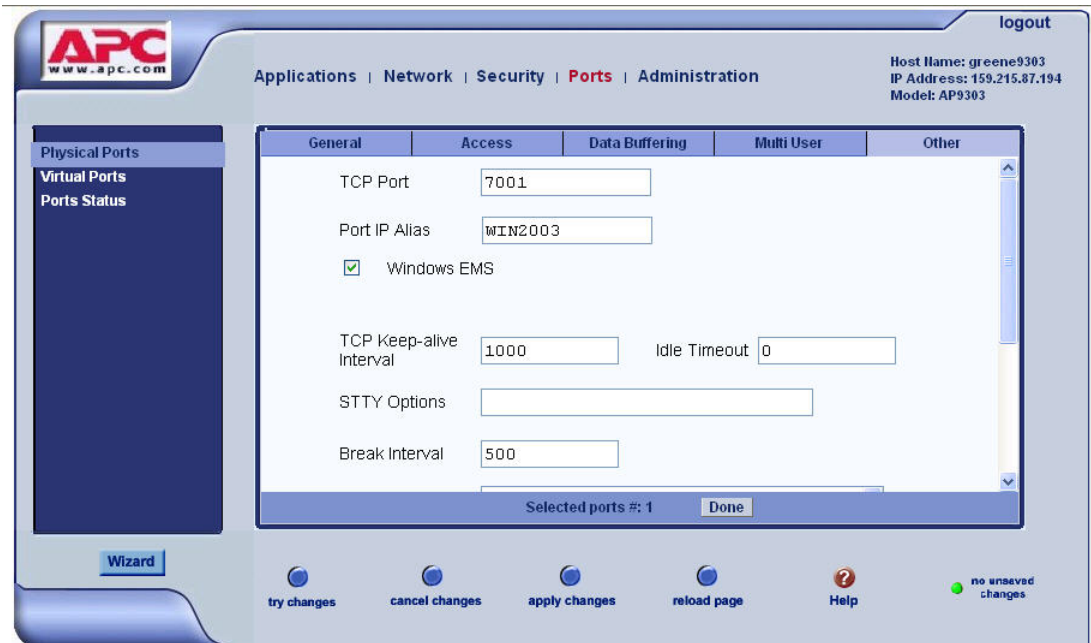 logout
APC
www.apc.com
Applications | Network | Security | Ports | Administration
Host Name: greene9303
IP Address: 159.215.87.194
Model: AP9303
Physical Ports
Virtual Ports
Ports Status
General Access Data Buffering Multi User Other
TCP Port 7001
Port IP Alias WIN2003
Windows EMS
TCP Keep-alive Interval 1000 Idle Timeout 0
STTY Options
Break Interval 500
Selected ports #: 1 Done
Wizard
try changes cancel changes apply changes reload page Help no unsaved changes